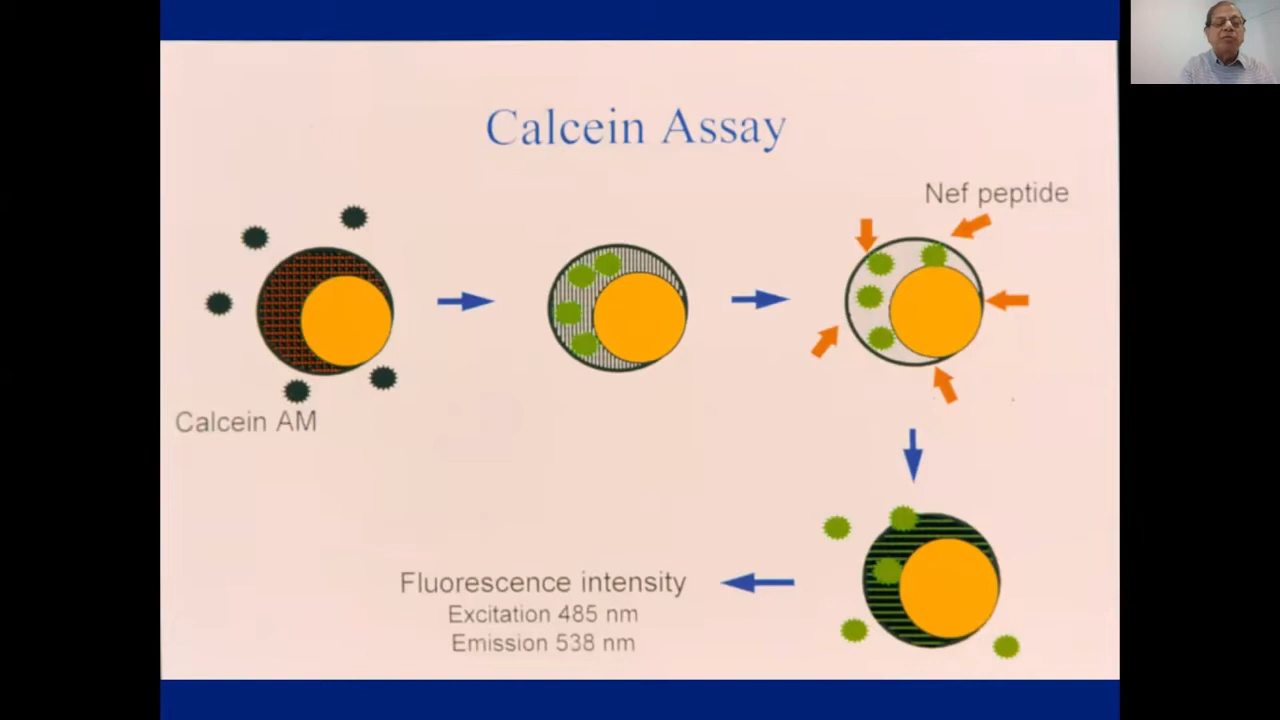 Calcein Assay
Nef peptide
Calcein AM
Fluorescence intensity
Excitation 485 nm
Emission 538 nm